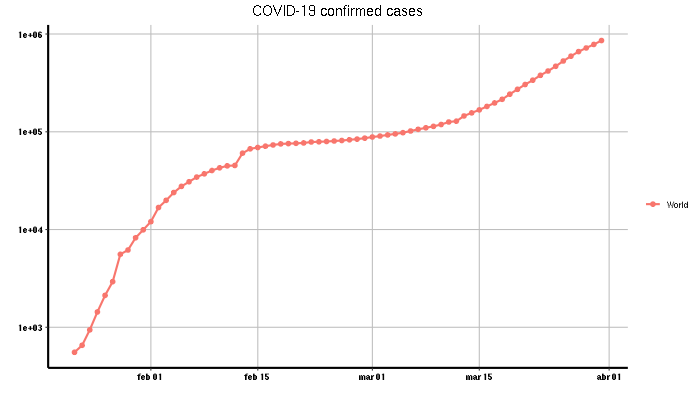 COVID-19 confirmed cases
1e+06
1e+05
1e+04
1e+03
feb 01
feb 15
mar 01
mar 15
abr 01
World